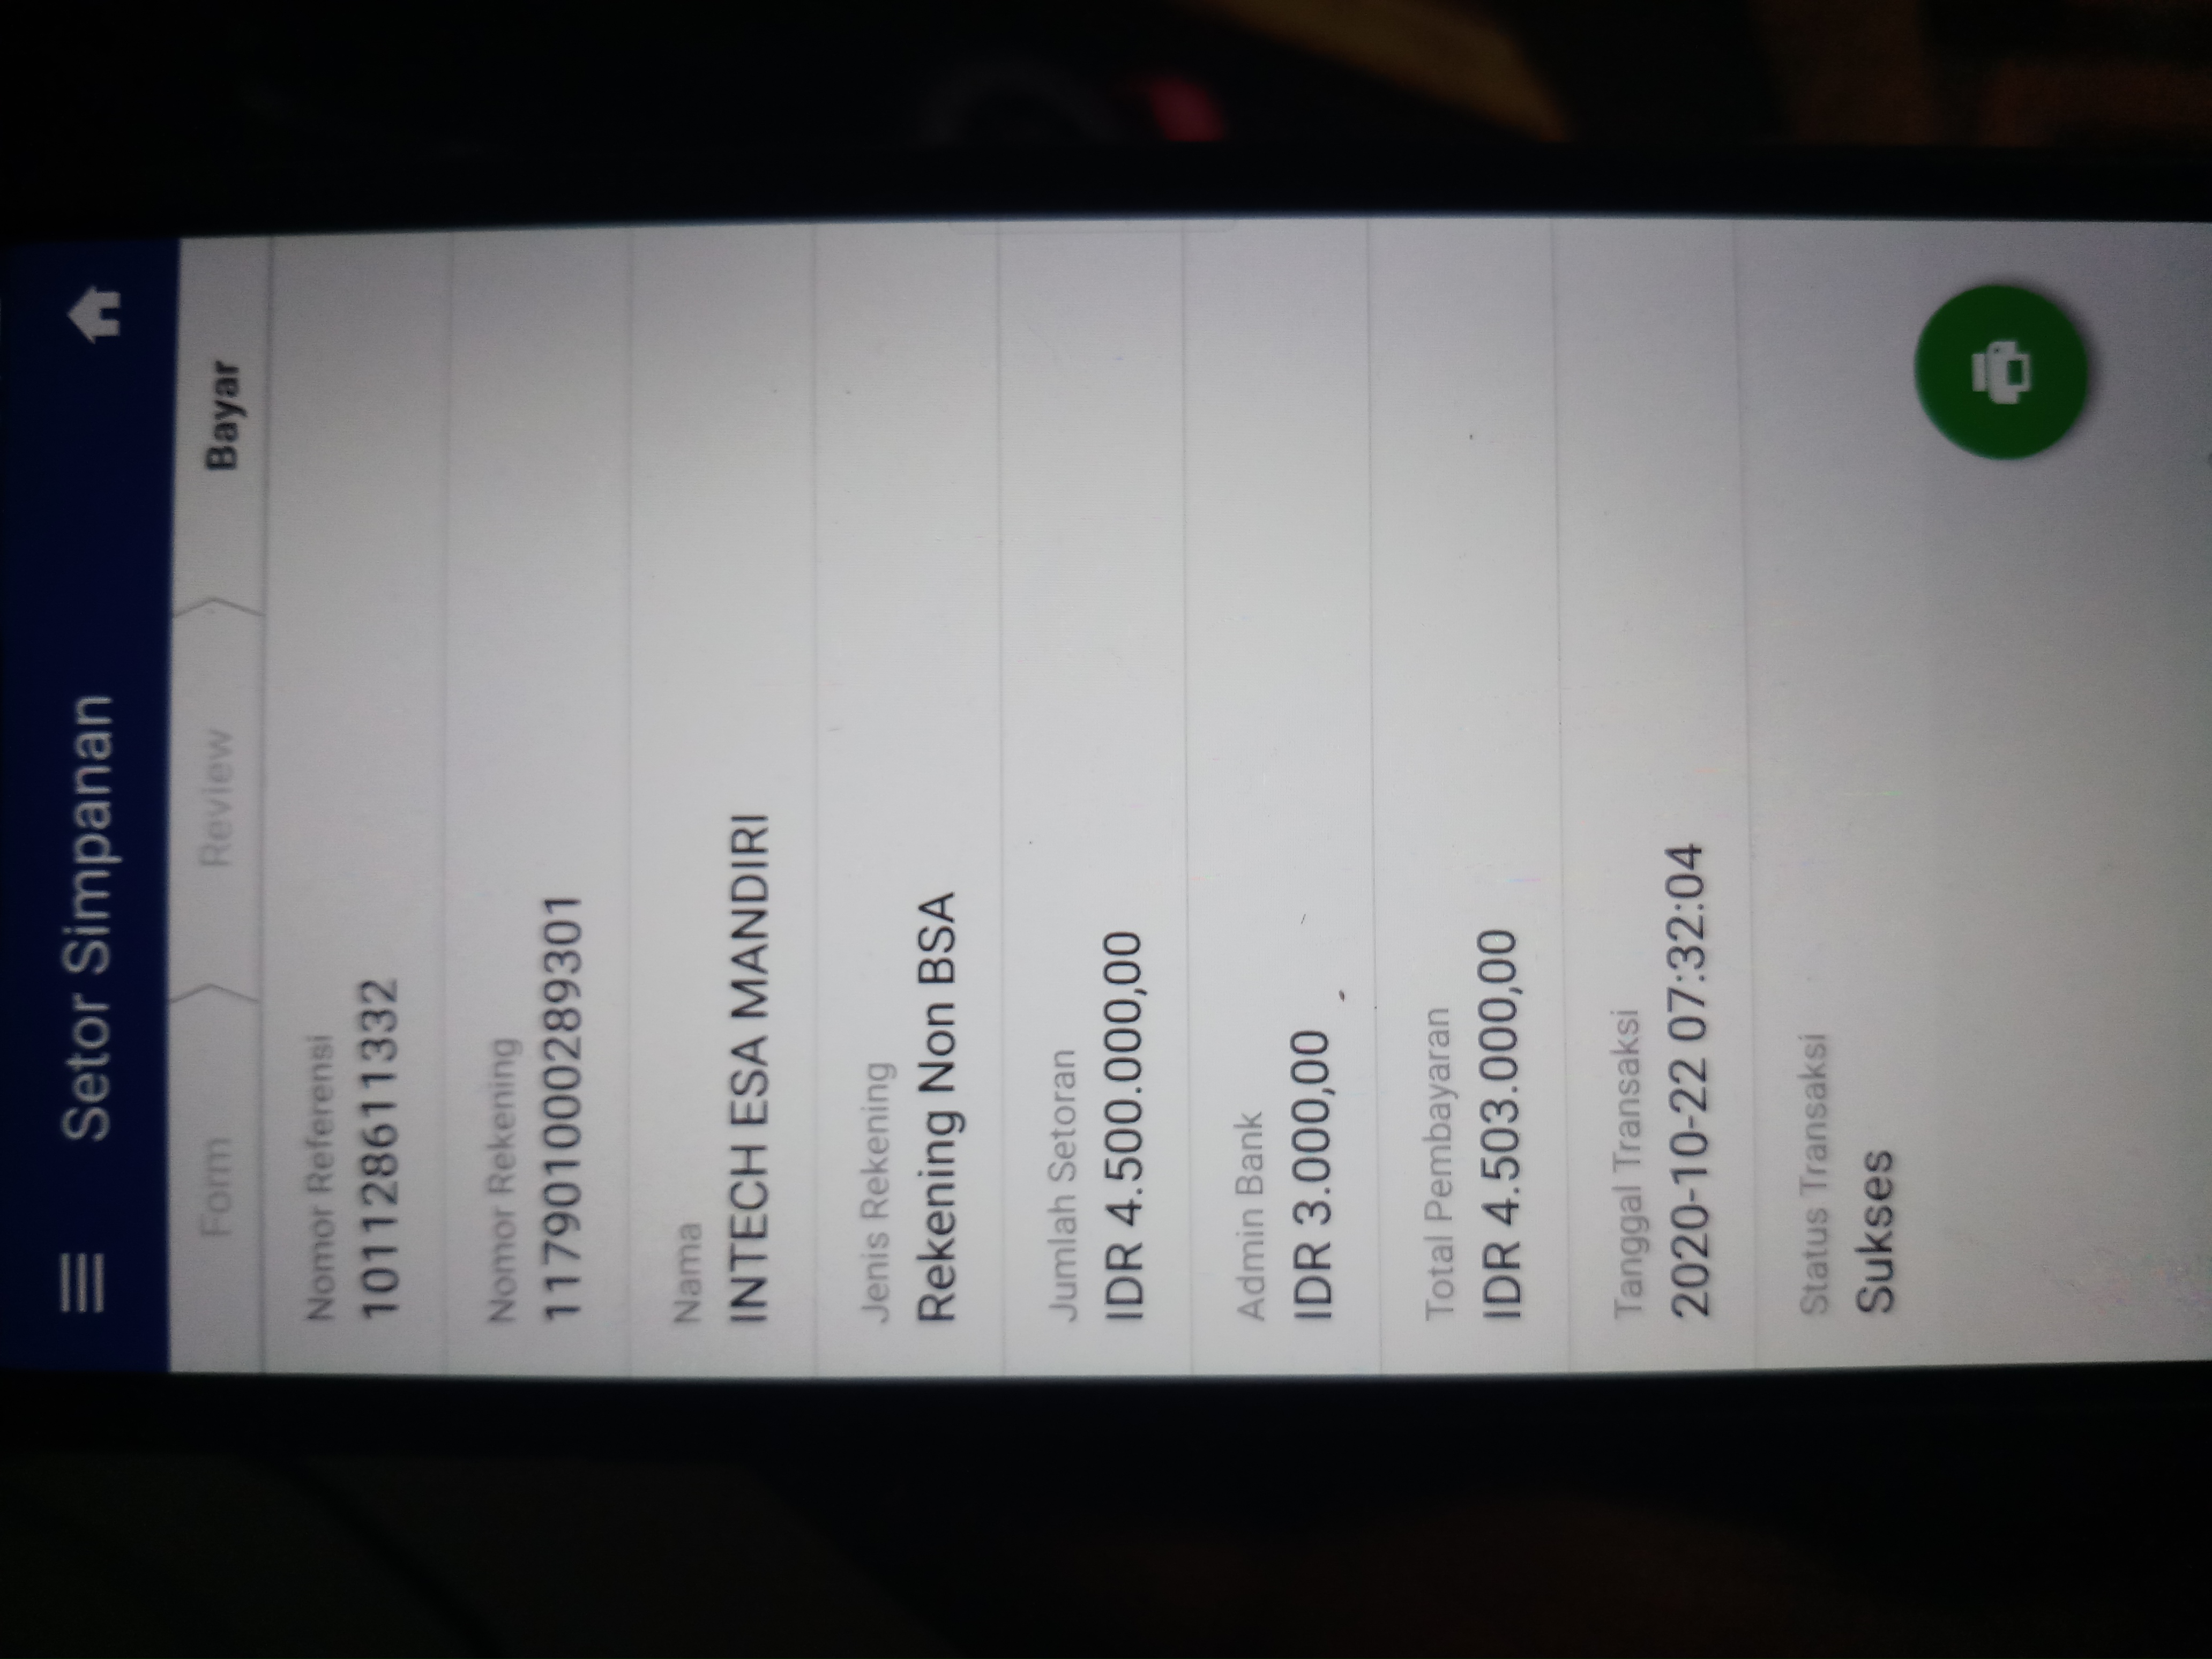 Setor Simpanan
Form Review Bayar
Nomor Referensi
101128611332
Nomor Rekening
117901000289301
Nama
INTECH ESA MANDIRI
Jenis Rekening
Rekening Non BSA
Jumlah Setoran
IDR 4.500.000,00
Admin Bank
IDR 3.000,00
Total Pembayaran
IDR 4.503.000,00
Tanggal Transaksi
2020-10-22 07:32:04
Status Transaksi
Sukses